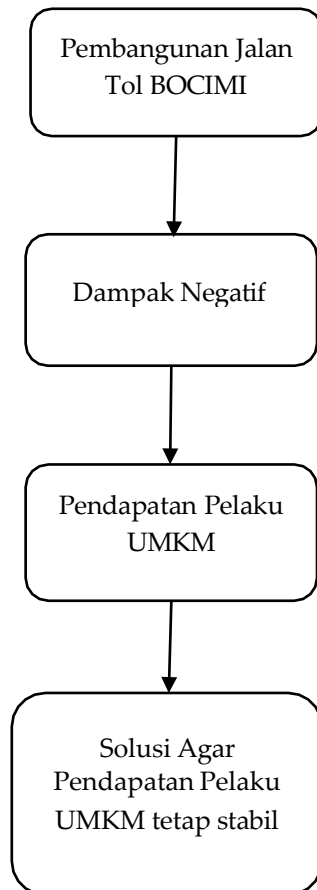 Pembangunan Jalan
Tol BOCIMI
Dampak Negatif
Pendapatan Pelaku
UMKM
Solusi Agar
Pendapatan Pelaku
UMKM tetap stabil